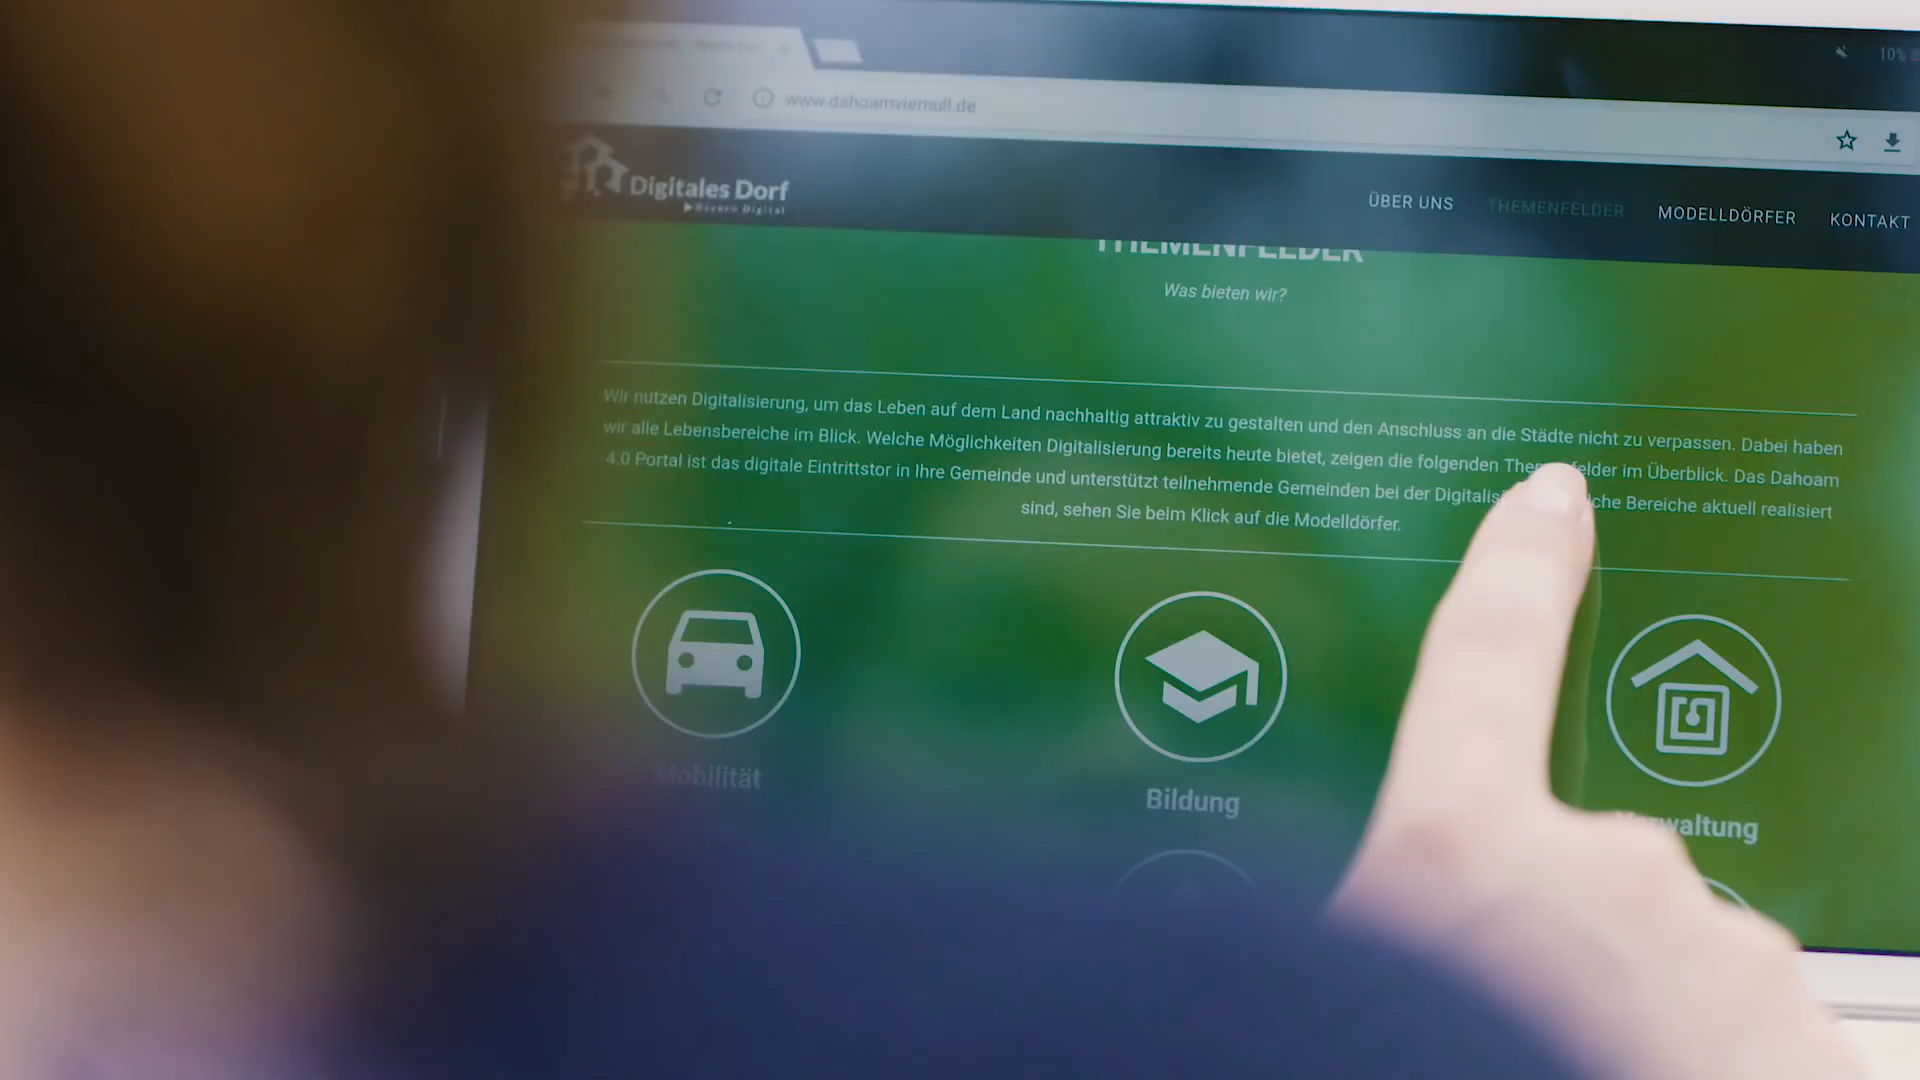 10%
www.dahoamviernull.de
Digitales Dorf
Bayern Digital
ÜBER UNS
THEMENFELDER
MODELLDÖRFER
KONTAKT
THEMENFELDER
Was bieten wir?
Wir nutzen Digitalisierung, um das Leben auf dem Land nachhaltig attraktiv zu gestalten und den Anschluss an die Städte nicht zu verpassen. Dabei haben
wir alle Lebensbereiche im Blick. Welche Möglichkeiten Digitalisierung bereits heute bietet, zeigen die folgenden Themenfelder im Überblick. Das Dahoam
4.0 Portal ist das digitale Eintrittstor in Ihre Gemeinde und unterstützt teilnehmende Gemeinden bei der Bereiche aktuell realisiert
sind, sehen Sie beim Klick auf die Modelldörfer.
Mobilität
Bildung
Verwaltung